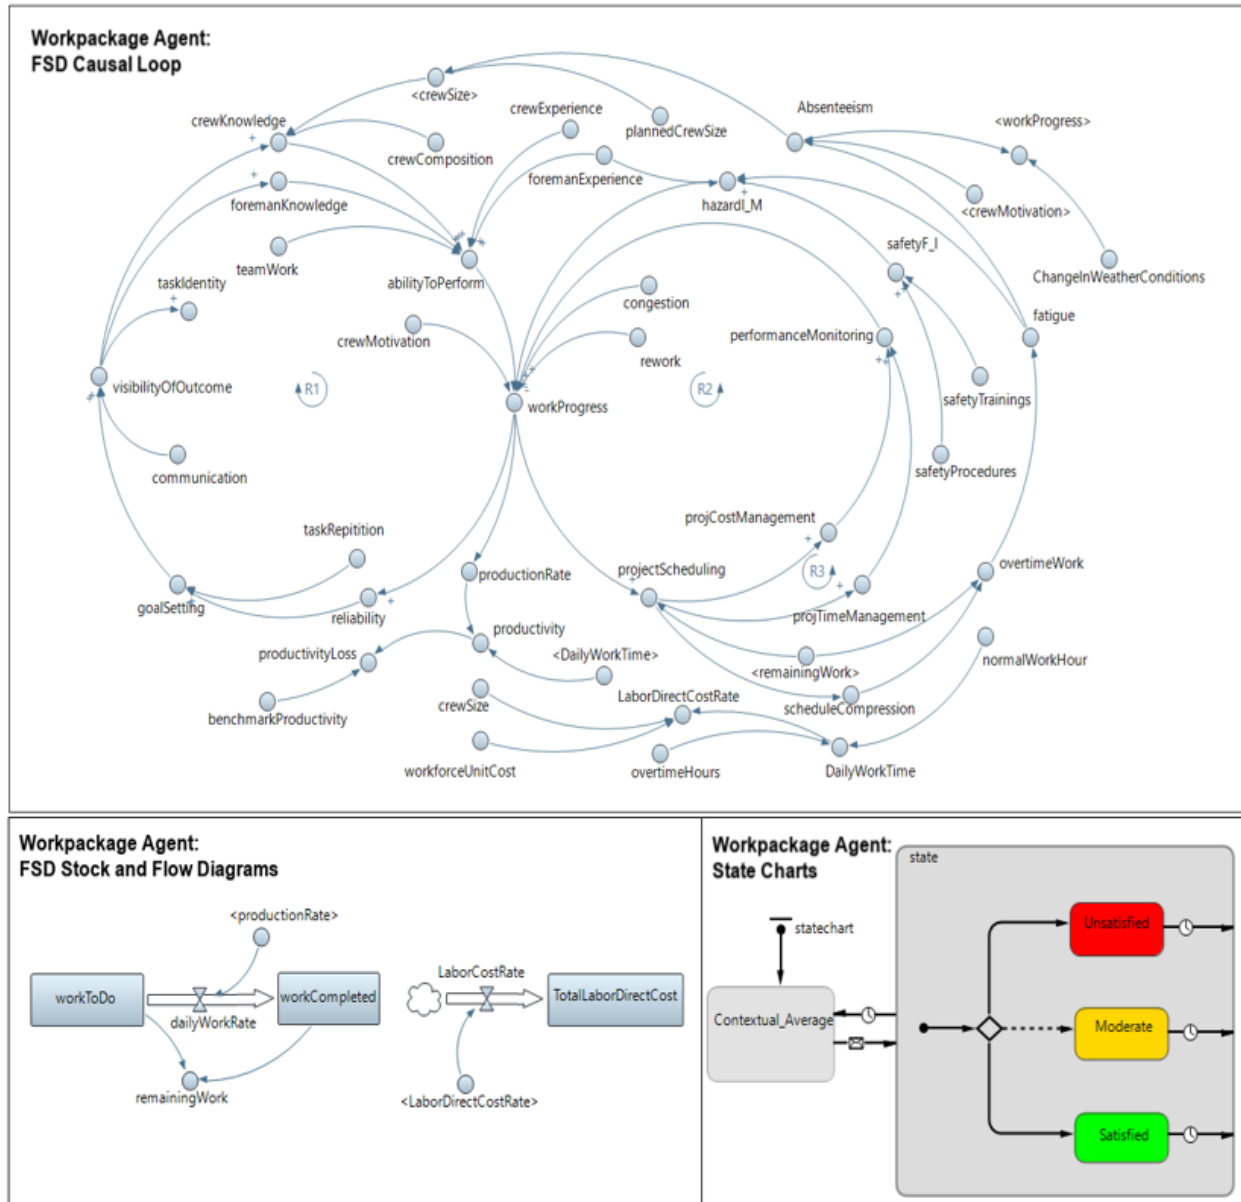 Workpackage Agent:
FSD Causal Loop
<crewSize>
crewKnowledge
crewExperience
plannedCrewSize
Absenteeism
<workProgress>
crewComposition
foremanExperience
foremanKnowledge
hazardI_M
<crewMotivation>
teamWork
safetyF_I
taskIdentity
abilityToPerform
ChangeInWeatherConditions
congestion
crewMotivation
performanceMonitoring
fatigue
rework
visibilityOfOutcome
R1
R2
workProgress
safetyTrainings
communication
safetyProcedures
projCostManagement
taskRepitition
productionRate
projectScheduling
R3
overtimeWork
goalSetting
reliability
projTimeManagement
productivity
productivityLoss
<DailyWorkTime>
<remainingWork>
normalWorkHour
benchmarkProductivity
crewSize
LaborDirectCostRate
scheduleCompression
workforceUnitCost
overtimeHours
DailyWorkTime
Workpackage Agent:
FSD Stock and Flow Diagrams
<productionRate>
workToDo
dailyWorkRate
workCompleted
LaborCostRate
TotalLaborDirectCost
remainingWork
<LaborDirectCostRate>
Workpackage Agent:
State Charts
state
statechart
Unsatisfied
Contextual_Average
Moderate
Satisfied